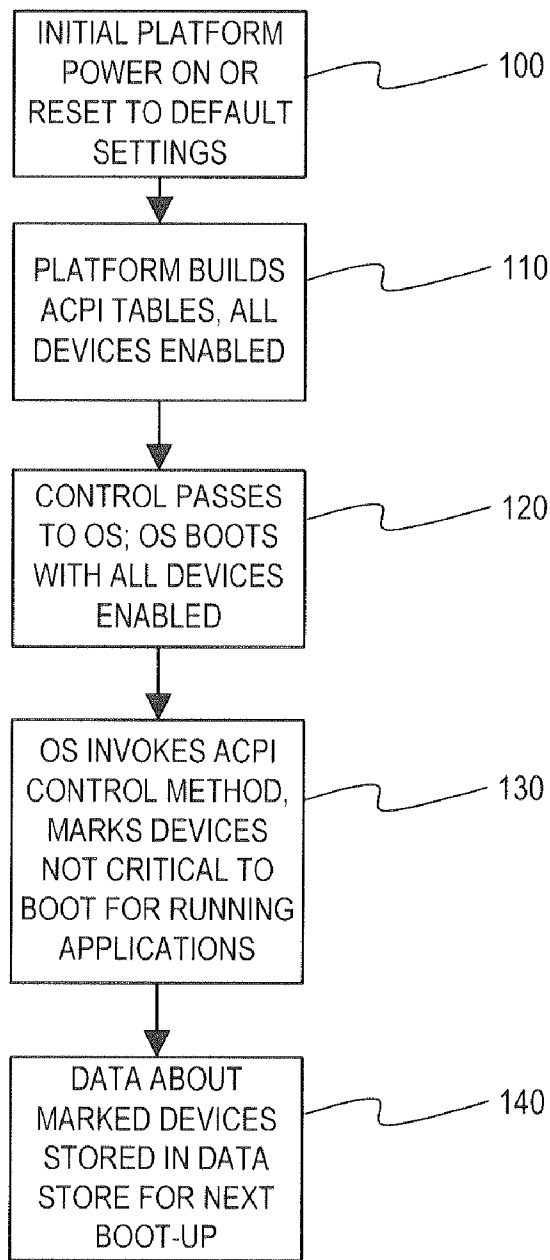 INITIAL PLATFORM
POWER ON OR
RESET TO DEFAULT
SETTINGS
100
PLATFORM BUILDS
ACPI TABLES, ALL
DEVICES ENABLED
110
CONTROL PASSES
TO OS; OS BOOTS
WITH ALL DEVICES
ENABLED
120
OS INVOKES ACPI
CONTROL METHOD,
MARKS DEVICES
NOT CRITICAL TO
BOOT FOR RUNNING
APPLICATIONS
130
DATA ABOUT
MARKED DEVICES
STORED IN DATA
STORE FOR NEXT
BOOT-UP
140